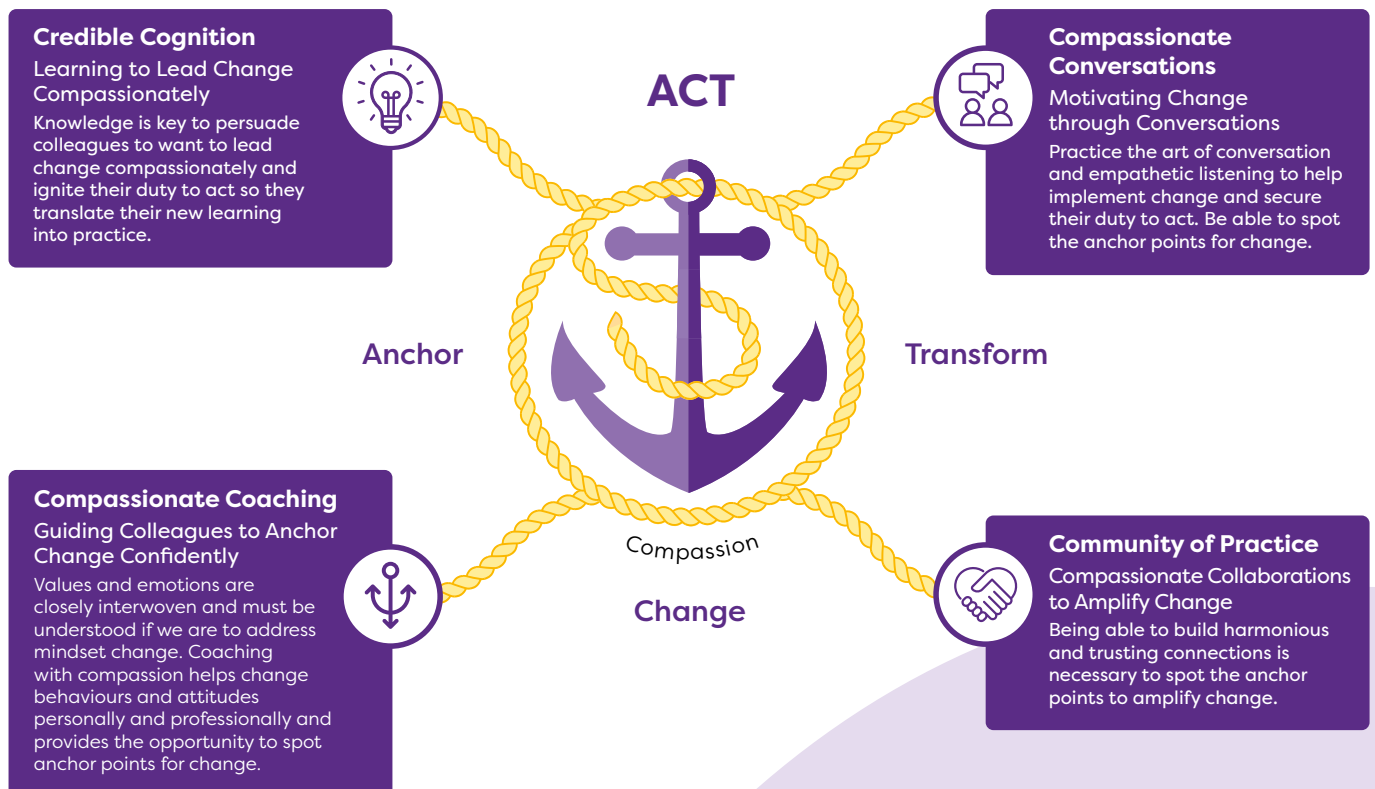 Credible Cognition
Learning to Lead Change
Compassionately
Knowledge is key to persuade
colleagues to want to lead
change compassionately and
ignite their duty to act so they
translate their new learning
into practice.
ACT
Compassionate
Conversations
Motivating Change
through Conversations
Practice the art of conversation
and empathetic listening to help
implement change and secure
their duty to act. Be able to spot
the anchor points for change.
Anchor
Transform
Compassion
Change
Compassionate Coaching
Guiding Colleagues to Anchor
Change Confidently
Values and emotions are
closely interwoven and must be
understood if we are to address
mindset change. Coaching
with compassion helps change
behaviours and attitudes
personally and professionally and
provides the opportunity to spot
anchor points for change.
Community of Practice
Compassionate Collaborations
to Amplify Change
Being able to build harmonious
and trusting connections is
necessary to spot the anchor
points to amplify change.